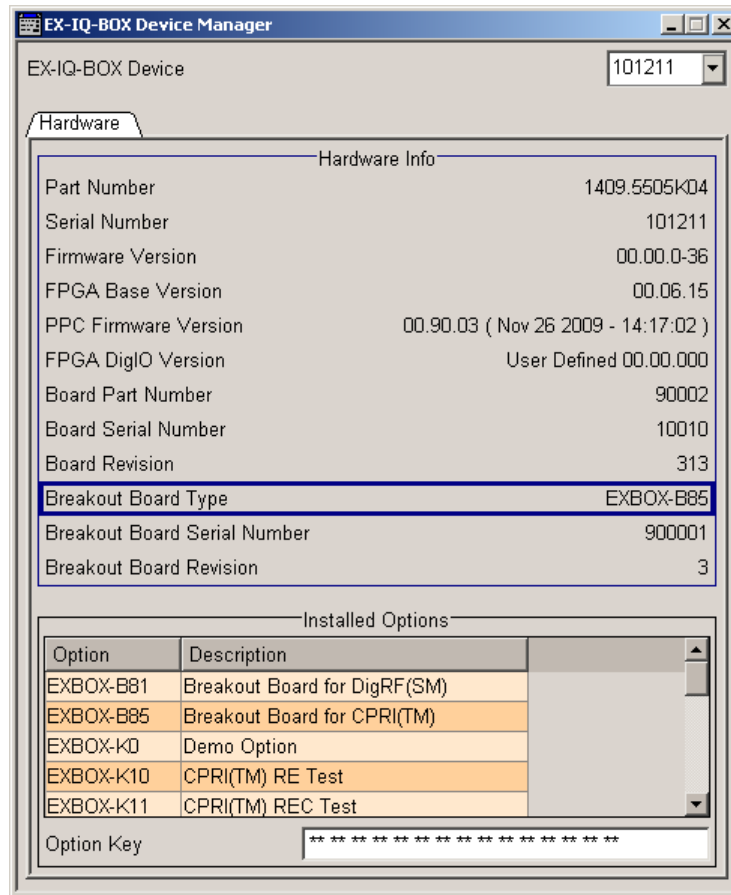 EX-IQ-BOX Device Manager
EX-IQ-BOX Device 101211
Hardware
Hardware Info
Part Number 1409.5505K04
Serial Number 101211
Firmware Version 00.00.0-36
FPGA Base Version 00.06.15
PPC Firmware Version 00.90.03 ( Nov 26 2009 - 14:17:02 )
FPGA DigIO Version User Defined 00.00.000
Board Part Number 90002
Board Serial Number 10010
Board Revision 313
Breakout Board Type EXBOX-B85
Breakout Board Serial Number 900001
Breakout Board Revision 3
Installed Options
Option Description
EXBOX-B81 Breakout Board for DigRF(SM)
EXBOX-B85 Breakout Board for CPRI(TM)
EXBOX-K0 Demo Option
EXBOX-K10 CPRI(TM) RE Test
EXBOX-K11 CPRI(TM) REC Test
Option Key ** ** ** ** ** ** ** ** ** ** ** ** ** ** **